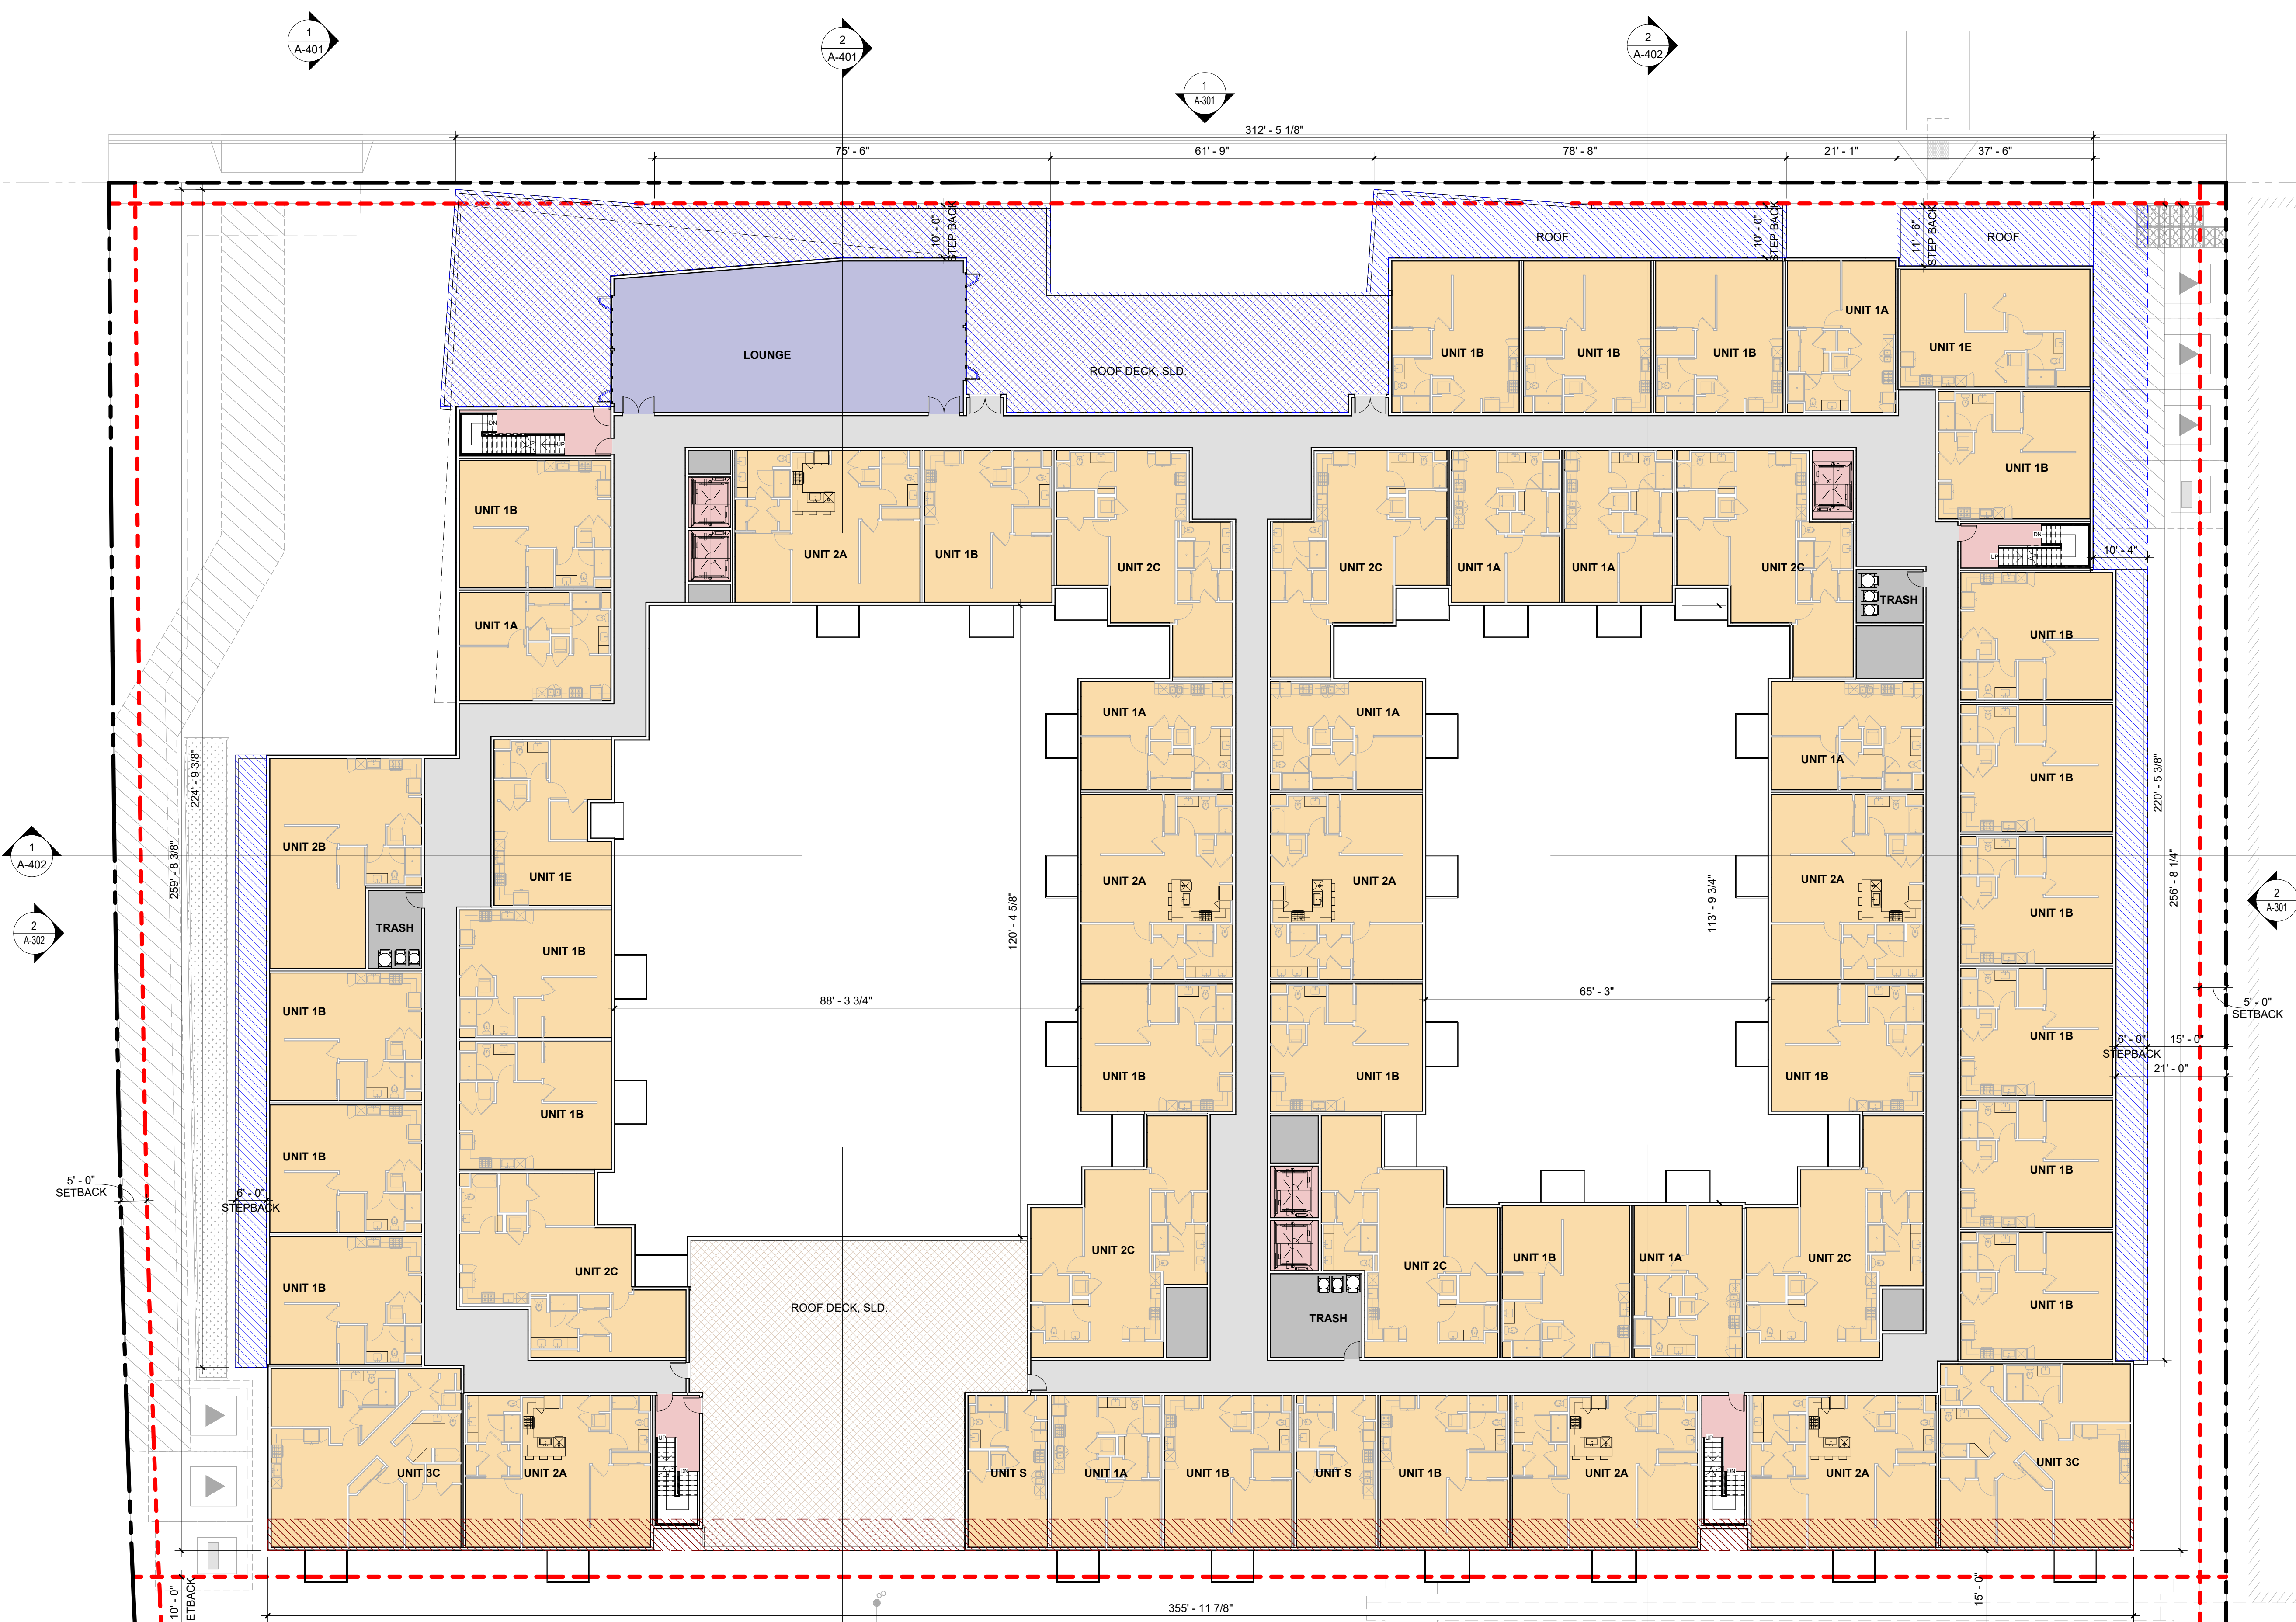 1
A-401
2
A-401
2
A-402
1
A-301
312' - 5 1/8"
75' - 6"
61' - 9"
78' - 8"
21' - 1"
37' - 6"
10' - 0"
STEP BACK
10' - 0"
STEP BACK
11' - 6"
STEP BACK
ROOF
ROOF
UNIT 1A
LOUNGE
ROOF DECK, SLD.
UNIT 1B
UNIT 1B
UNIT 1B
UNIT 1E
DN
UP
UNIT 1B
UNIT 1B
UNIT 2A
UNIT 1B
UNIT 2C
UNIT 2C
UNIT 1A
UNIT 1A
UNIT 2C
DN
UP
10' - 4"
TRASH
UNIT 1A
UNIT 1B
UNIT 1A
UNIT 1A
UNIT 1A
UNIT 1B
224' - 9 3/8"
259' - 8 3/8"
220' - 5 3/8"
256' - 8 1/4"
1
A-402
2
A-302
2
A-301
UNIT 2B
UNIT 1E
UNIT 2A
UNIT 2A
UNIT 2A
UNIT 1B
120' - 4 5/8"
113' - 9 3/4"
TRASH
UNIT 1B
88' - 3 3/4"
65' - 3"
UNIT 1B
5' - 0"
SETBACK
UNIT 1B
6' - 0"
STEPBACK
15' - 0"
21' - 0"
UNIT 1B
UNIT 1B
UNIT 1B
UNIT 1B
UNIT 1B
UNIT 1B
5' - 0"
SETBACK
6' - 0"
STEPBACK
UNIT 1B
UNIT 2C
UNIT 2C
UNIT 2C
UNIT 1B
UNIT 1A
UNIT 2C
UNIT 1B
ROOF DECK, SLD.
TRASH
UNIT 3C
UNIT 2A
UP
DN
UNIT S
UNIT 1A
UNIT 1B
UNIT S
UNIT 1B
UNIT 2A
UP
DN
UNIT 2A
UNIT 3C
10' - 0"
ETBACK
15' - 0"
355' - 11 7/8"